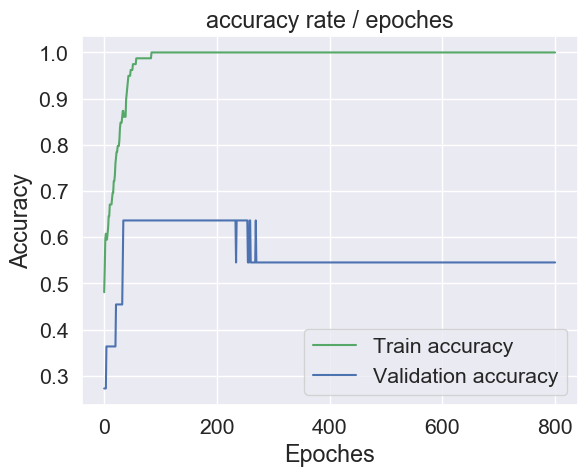 accuracy rate / epoches
1.0
0.9
0.8
0.7
0.6
0.5
0.4
0.3
Accuracy
Train accuracy
Validation accuracy
0 200 400 600 800
Epoches